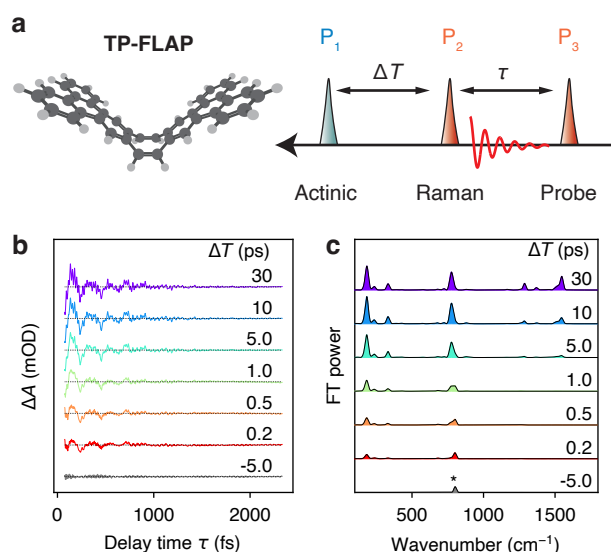 a
TP-FLAP
P1 P2 P3
ΔT τ
Actinic Raman Probe
b
ΔT (ps)
30
10
5.0
1.0
0.5
0.2
-5.0
ΔA (mOD)
0 1000 2000
Delay time τ (fs)
c
ΔT (ps)
30
10
5.0
1.0
0.5
0.2
-5.0
*
FT power
500 1000 1500
Wavenumber (cm⁻¹)